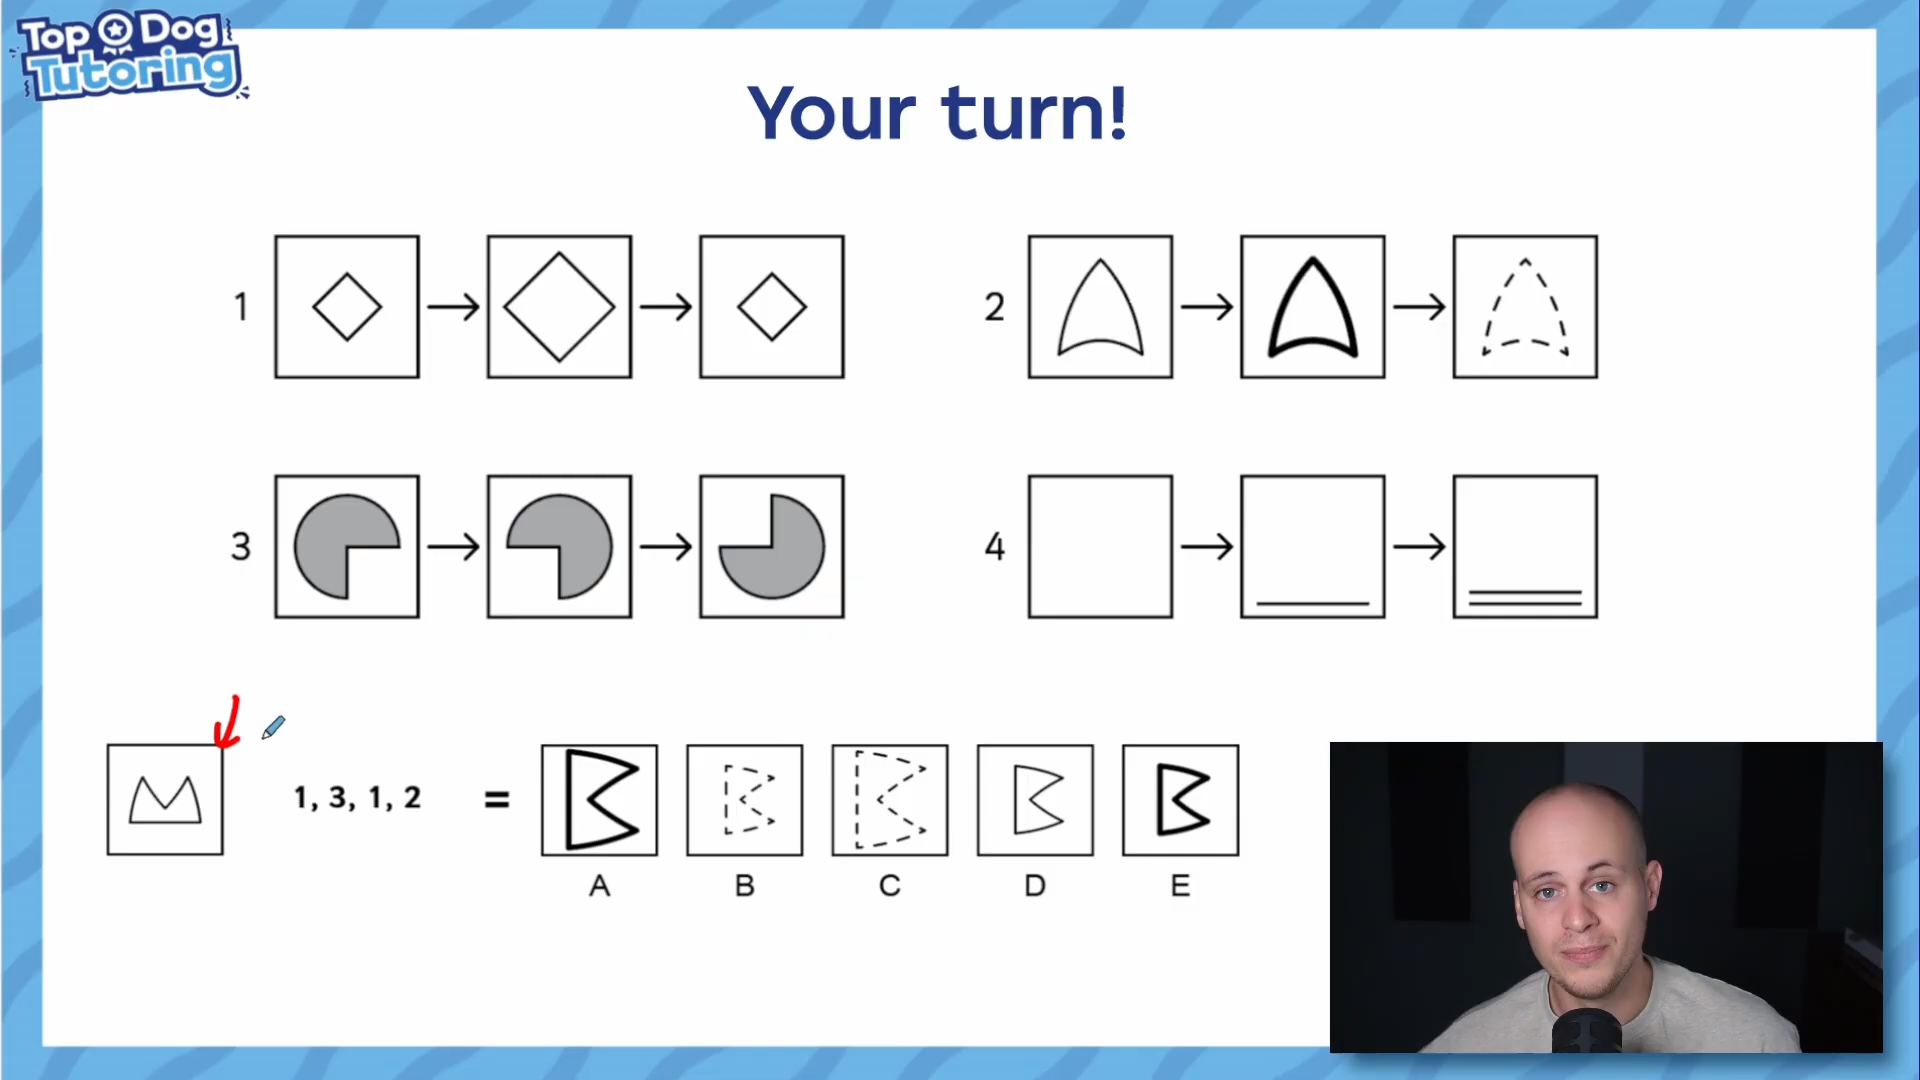 Top Dog
Tutoring
Your turn!
1
2
3
4
1, 3, 1, 2 =
A B C D E